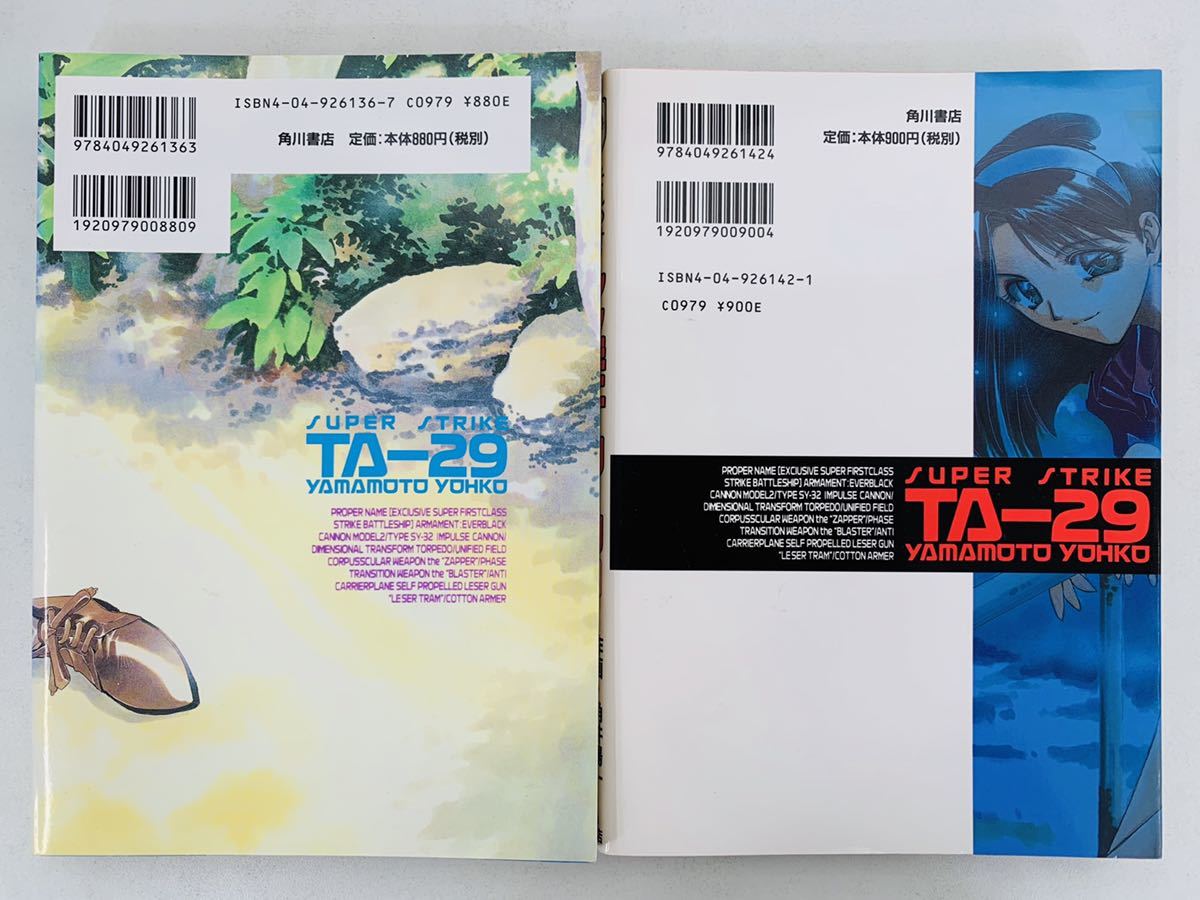 ISBN4-04-926136-7 C0979 ¥880E
9784049261363
角川書店 定価：本体880円（税別）
1920979008809
SUPER STRIKE
TA-29
YAMAMOTO YOHKO
PROPER NAME [EXCIUSIVE SUPER FIRSTCLASS
STRIKE BATTLESHIP] ARMAMENT:EVERBLACK
CANNON MODEL2/TYPE SY-32 IMPULSE CANNON/
DIMENSIONAL TRANSFORM TORPEDO/UNIFIED FIELD
CORPUSSCULAR WEAPON the "ZAPPER"/PHASE
TRANSITION WEAPON the "BLASTER"/ANTI
CARRIERPLANE SELF PROPELLED LESER GUN
"LESER TRAM"/COTTON ARMER
9784049261424
角川書店
定価：本体900円（税別）
1920979009004
ISBN4-04-926142-1
C0979 ¥900E
PROPER NAME [EXCIUSIVE SUPER FIRSTCLASS
STRIKE BATTLESHIP] ARMAMENT:EVERBLACK
CANNON MODEL2/TYPE SY-32 IMPULSE CANNON/
DIMENSIONAL TRANSFORM TORPEDO/UNIFIED FIELD
CORPUSSCULAR WEAPON the "ZAPPER"/PHASE
TRANSITION WEAPON the "BLASTER"/ANTI
CARRIERPLANE SELF PROPELLED LESER GUN
"LESER TRAM"/COTTON ARMER
SUPER STRIKE
TA-29
YAMAMOTO YOHKO